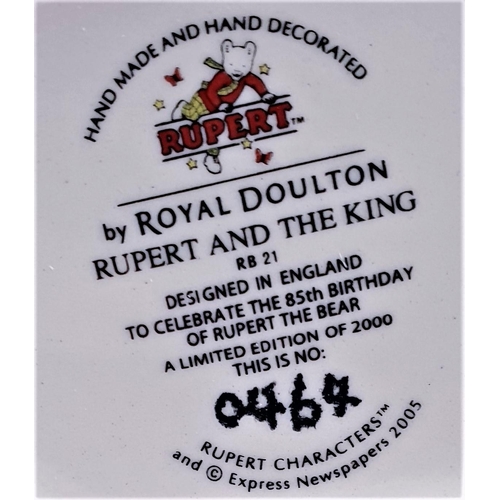 HAND MADE AND HAND DECORATED
RUPERT™
by ROYAL DOULTON
RUPERT AND THE KING
RB 21
DESIGNED IN ENGLAND
TO CELEBRATE THE 85th BIRTHDAY
OF RUPERT THE BEAR
A LIMITED EDITION OF 2000
THIS IS NO:
0464
RUPERT CHARACTERS™
and © Express Newspapers 2005